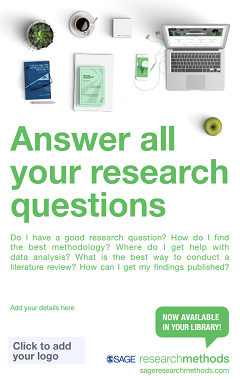 Answer all
your research
questions
Do I have a good research question? How do I find
the best methodology? Where do I get help with
data analysis? What is the best way to conduct a
literature review? How can I get my findings published?
Add your details here
NOW AVAILABLE
IN YOUR LIBRARY!
Click to add
your logo
SAGE researchmethods
sageresearchmethods.com